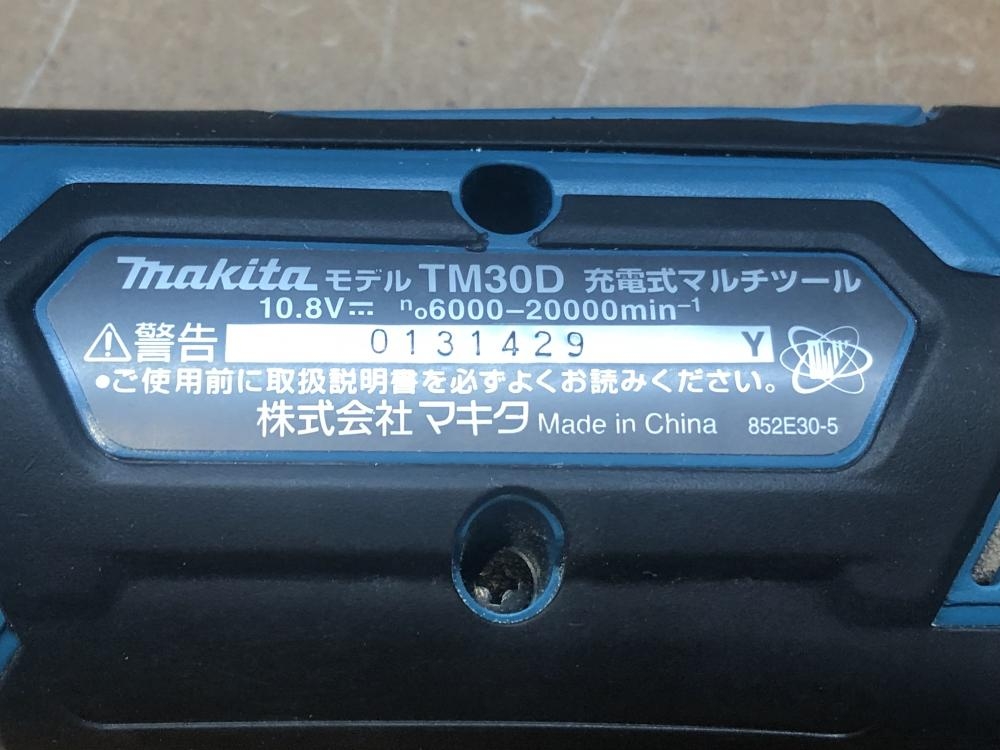 makita モデル TM30D 充電式マルチツール
10.8V⎓ n₀6000–20000min⁻¹
⚠警告 0131429 Y
●ご使用前に取扱説明書を必ずよくお読みください。
株式会社 マキタ Made in China 852E30-5